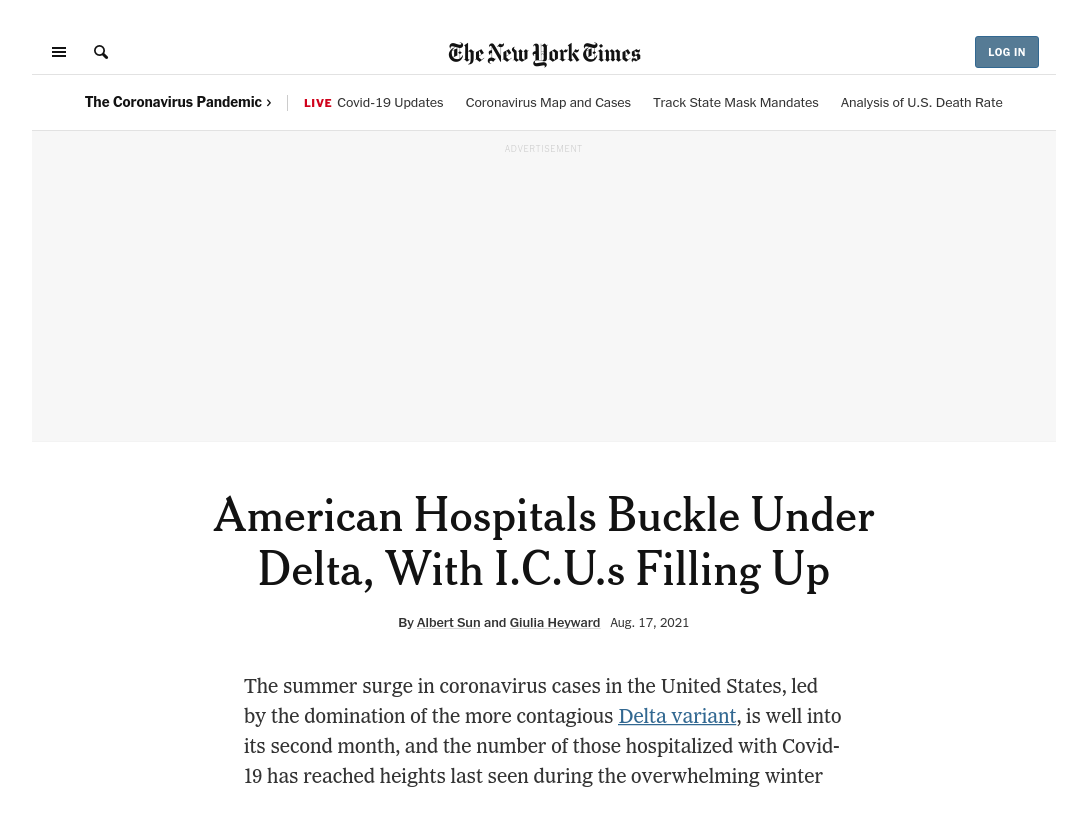 The New York Times
LOG IN
The Coronavirus Pandemic ›
LIVE Covid-19 Updates
Coronavirus Map and Cases
Track State Mask Mandates
Analysis of U.S. Death Rate
ADVERTISEMENT
American Hospitals Buckle Under
Delta, With I.C.U.s Filling Up
By Albert Sun and Giulia Heyward Aug. 17, 2021
The summer surge in coronavirus cases in the United States, led
by the domination of the more contagious Delta variant, is well into
its second month, and the number of those hospitalized with Covid-
19 has reached heights last seen during the overwhelming winter